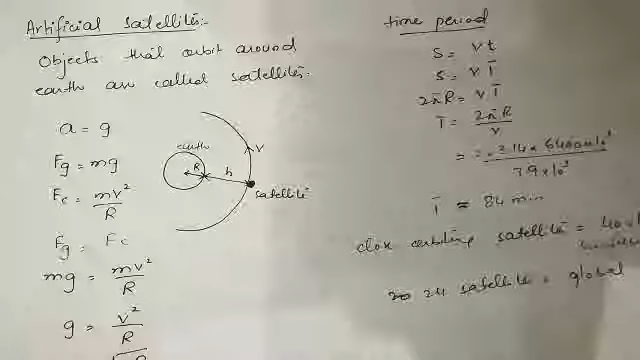 Artificial Satellites:-
Objects that orbit around
earth are called satellites.
a = g
Fg = mg
Fc = mv²/R
Fg = Fc
mg = mv²/R
g = v²/R
earth
R
h
v
satellite
time period
S = vt
S = vT
2πR = vT
T = 2πR/v
T ≈ 84 min
close orbiting satellite =
24 satellite = global